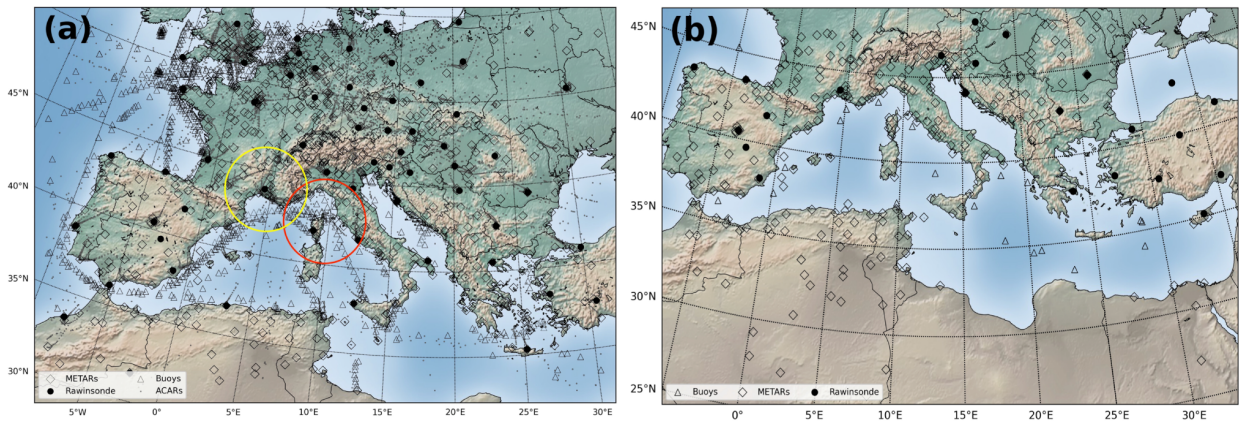 (a)
45°N
40°N
35°N
30°N
METARs
Buoys
Rawinsonde
ACARs
5°W
0°
5°E
10°E
15°E
20°E
25°E
30°E
(b)
45°N
40°N
35°N
30°N
25°N
Buoys
METARs
Rawinsonde
0°
5°E
10°E
15°E
20°E
25°E
30°E